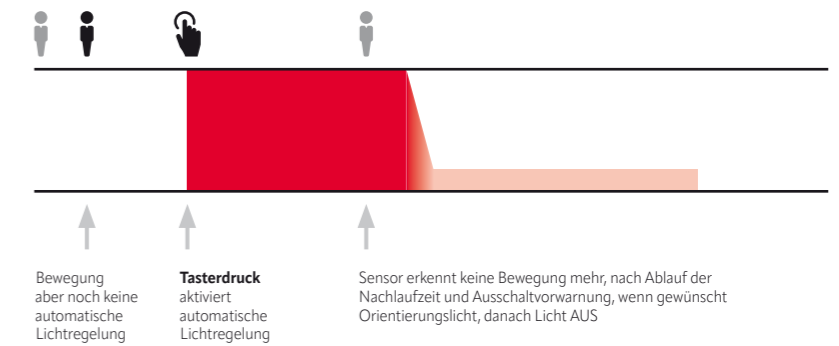 Bewegung
aber noch keine
automatische
Lichtregelung
Tasterdruck
aktiviert
automatische
Lichtregelung
Sensor erkennt keine Bewegung mehr, nach Ablauf der
Nachlaufzeit und Ausschaltvorwarnung, wenn gewünscht
Orientierungslicht, danach Licht AUS